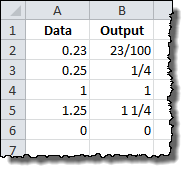 A B
1 Data Output
2 0.23 23/100
3 0.25 1/4
4 1 1
5 1.25 1 1/4
6 0 0
7